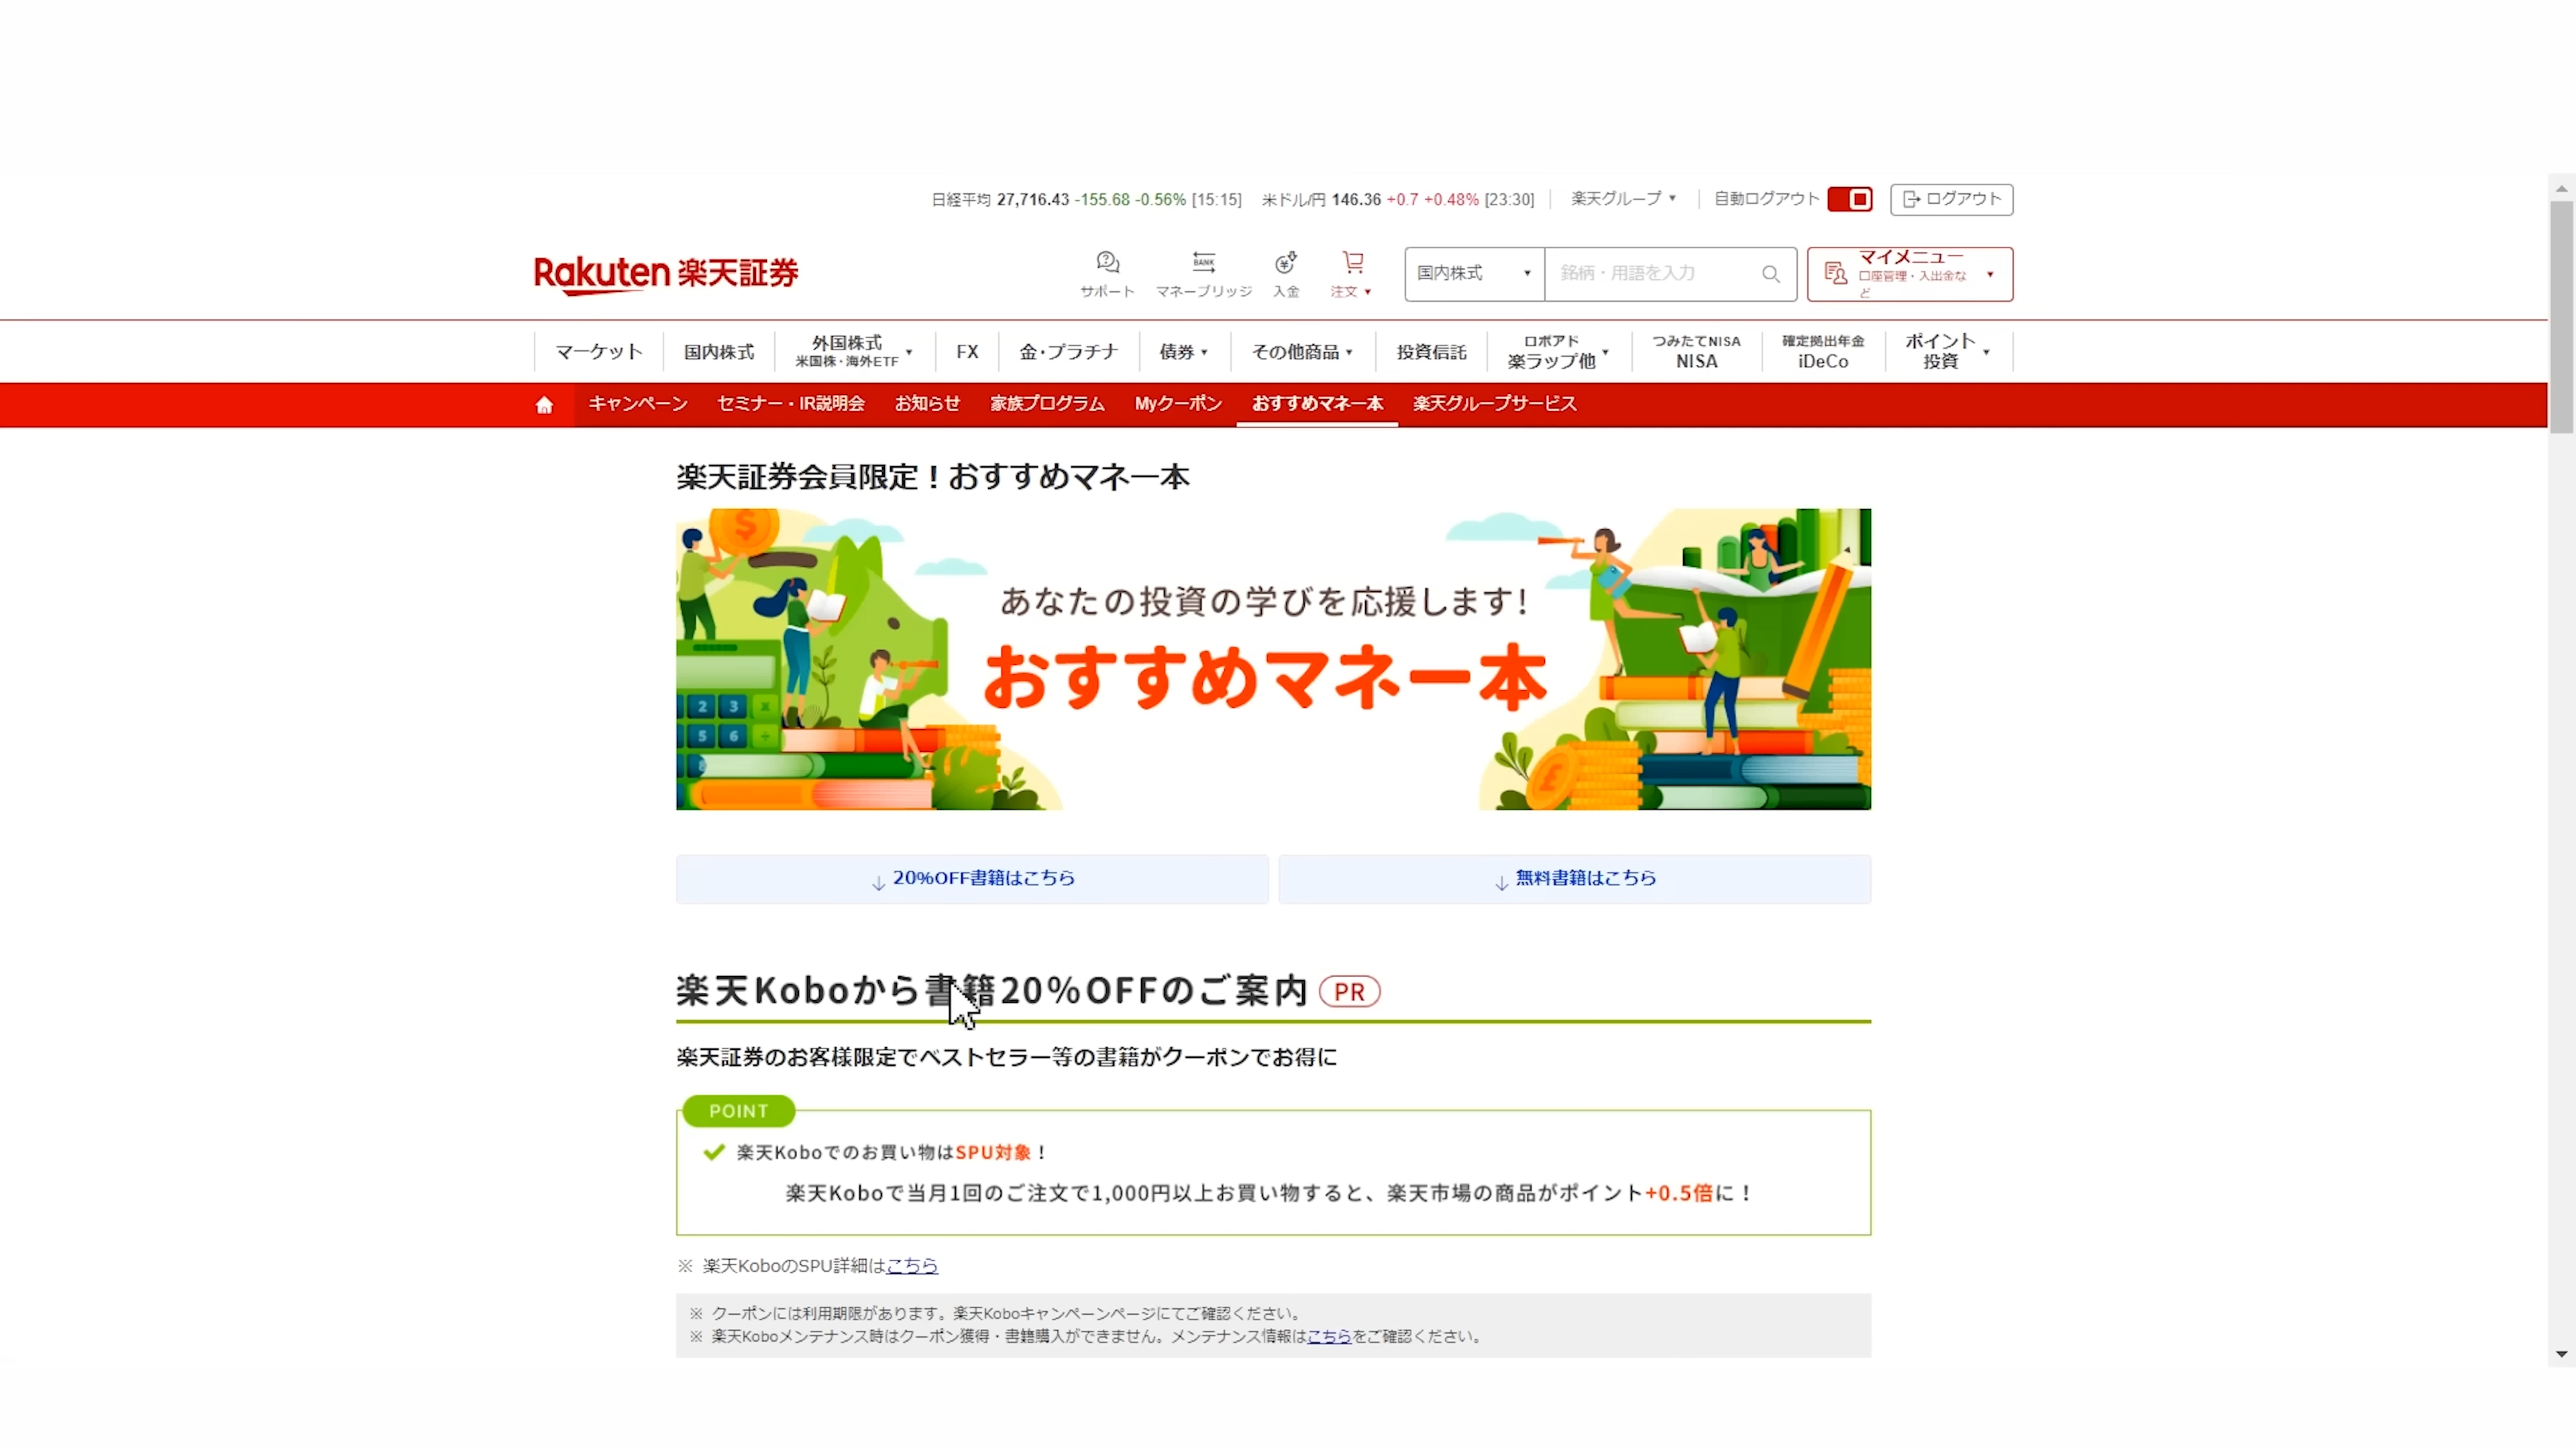 日経平均 27,716.43 -155.68 -0.56% [15:15] 米ドル/円 146.36 +0.7 +0.48% [23:30] 楽天グループ ▼ 自動ログアウト ログアウト
Rakuten 楽天証券
サポート
BANK
マネーブリッジ
入金
注文 ▼
国内株式 ▼
銘柄・用語を入力
マイメニュー
口座管理・入出金な
ど
▼
マーケット
国内株式
外国株式
米国株・海外ETF ▼
FX
金・プラチナ
債券 ▼
その他商品 ▼
投資信託
ロボアド
楽ラップ他 ▼
つみたてNISA
NISA
確定拠出年金
iDeCo
ポイント
投資 ▼
キャンペーン セミナー・IR説明会 お知らせ 家族プログラム Myクーポン おすすめマネー本 楽天グループサービス
楽天証券会員限定！おすすめマネー本
$
あなたの投資の学びを応援します!
おすすめマネー本
2 3 x
5 6 ÷
£
↓ 20%OFF書籍はこちら
↓ 無料書籍はこちら
楽天Koboから書籍20%OFFのご案内 PR
楽天証券のお客様限定でベストセラー等の書籍がクーポンでお得に
POINT
楽天Koboでのお買い物はSPU対象！
楽天Koboで当月1回のご注文で1,000円以上お買い物すると、楽天市場の商品がポイント+0.5倍に！
※ 楽天KoboのSPU詳細はこちら
※ クーポンには利用期限があります。楽天Koboキャンペーンページにてご確認ください。
※ 楽天Koboメンテナンス時はクーポン獲得・書籍購入ができません。メンテナンス情報はこちらをご確認ください。